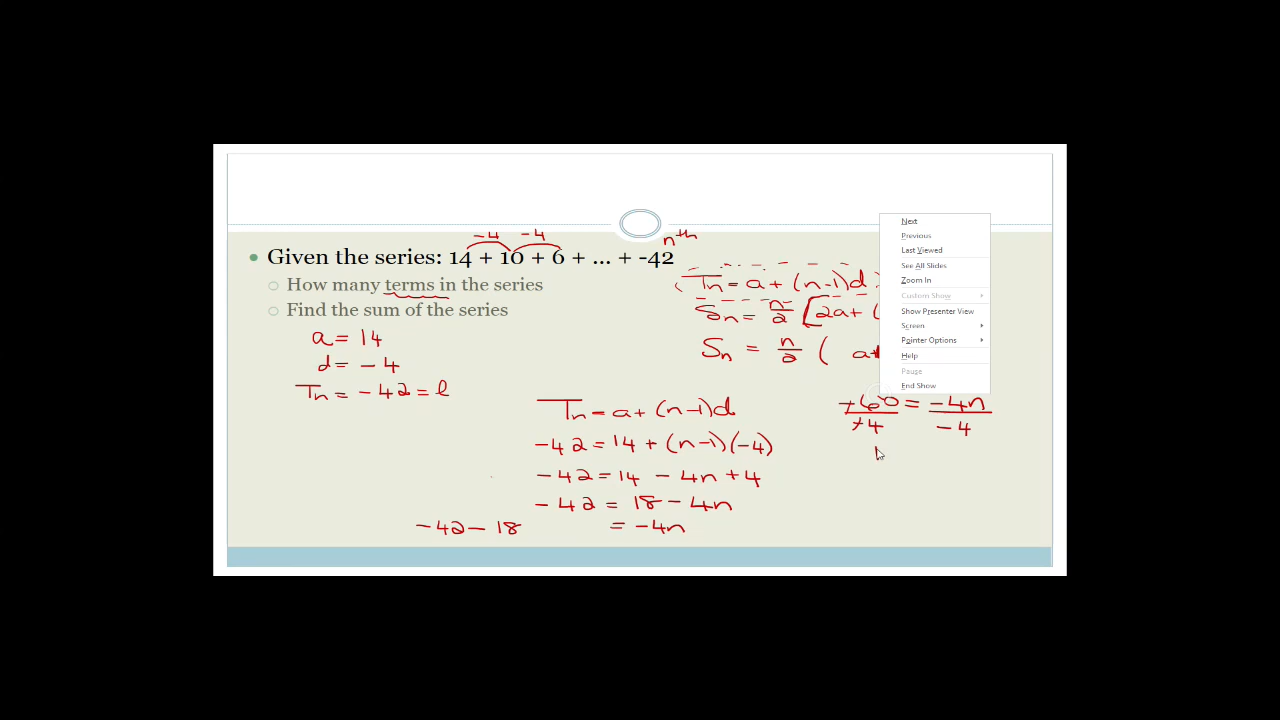 -4 -4 nth
Given the series: 14 + 10 + 6 + ... + -42
How many terms in the series
Find the sum of the series
Tn = a + (n-1)d
Sn = n/2 [2a + (
Sn = n/2 ( a+
a = 14
d = -4
Tn = -42 = l
Tn = a + (n-1)d
-42 = 14 + (n-1)(-4)
-42 = 14 - 4n + 4
-42 = 18 - 4n
-42 - 18 = -4n
-60 = -4n
-4 -4
Next
Previous
Last Viewed
See All Slides
Zoom In
Custom Show
Show Presenter View
Screen
Pointer Options
Help
Pause
End Show